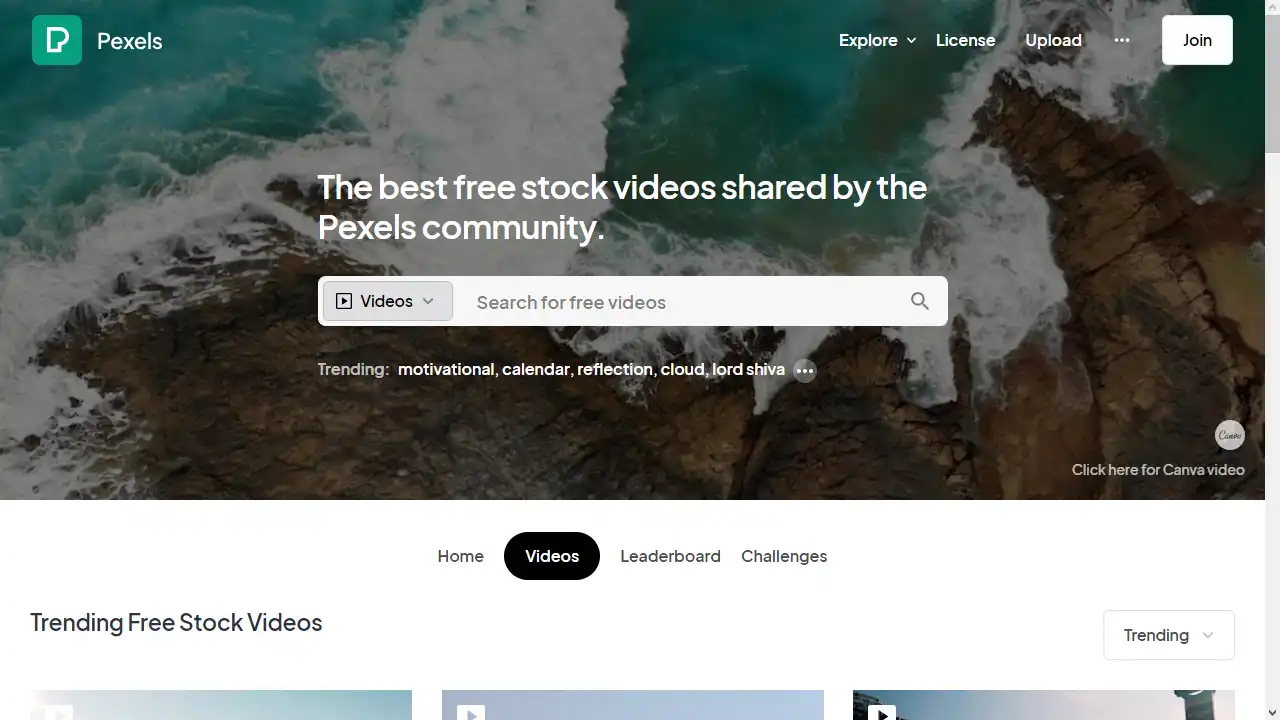 Pexels
Explore
License
Upload
Join
The best free stock videos shared by the
Pexels community.
Videos
Search for free videos
Trending: motivational, calendar, reflection, cloud, lord shiva
Canva
Click here for Canva video
Home
Videos
Leaderboard
Challenges
Trending Free Stock Videos
Trending